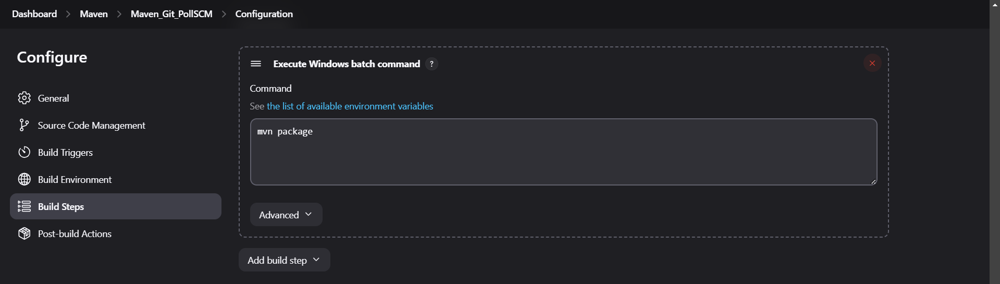 Dashboard > Maven > Maven_Git_PollSCM > Configuration
Configure
General
Source Code Management
Build Triggers
Build Environment
Build Steps
Post-build Actions
Execute Windows batch command ?
Command
See the list of available environment variables
mvn package
Advanced
Add build step